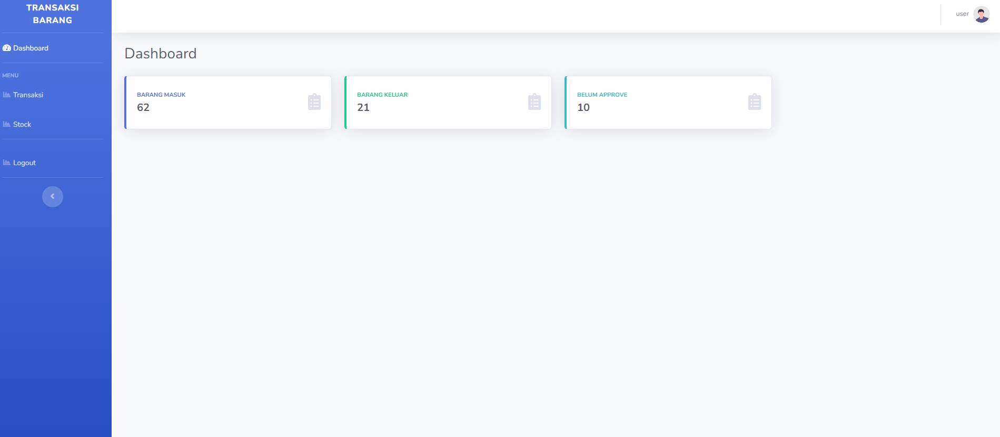 TRANSAKSI
BARANG
Dashboard
MENU
Transaksi
Stock
Logout
user
Dashboard
BARANG MASUK
62
BARANG KELUAR
21
BELUM APPROVE
10